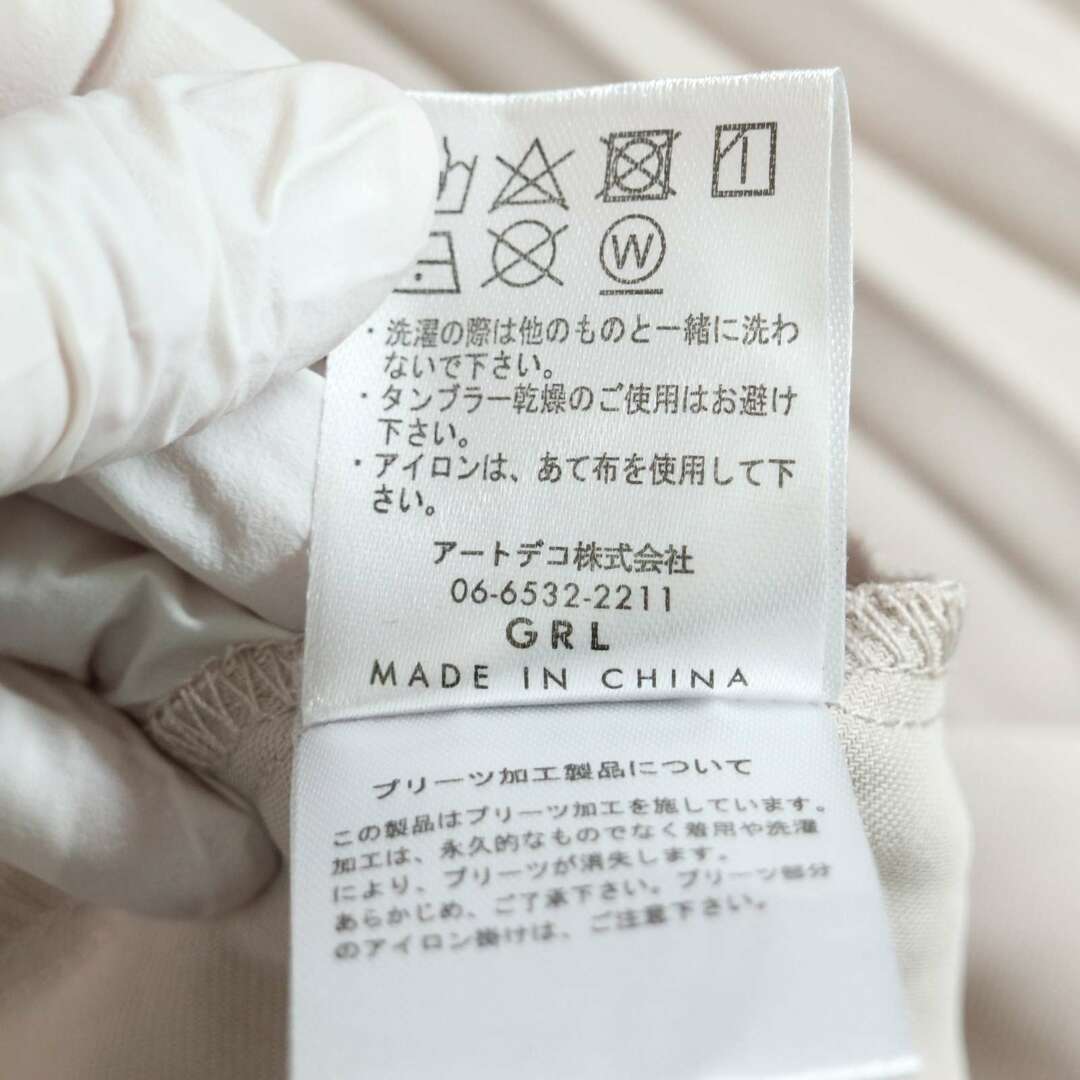 W
・洗濯の際は他のものと一緒に洗わ
ないで下さい。
・タンブラー乾燥のご使用はお避け
下さい。
・アイロンは、あて布を使用して下
さい。
アートデコ株式会社
06-6532-2211
GRL
MADE IN CHINA
プリーツ加工製品について
この製品はプリーツ加工を施しています。
加工は、永久的なものでなく着用や洗濯
により、プリーツが消失します。
あらかじめ、ご了承下さい。プリーツ部分
のアイロン掛けは、ご注意下さい。